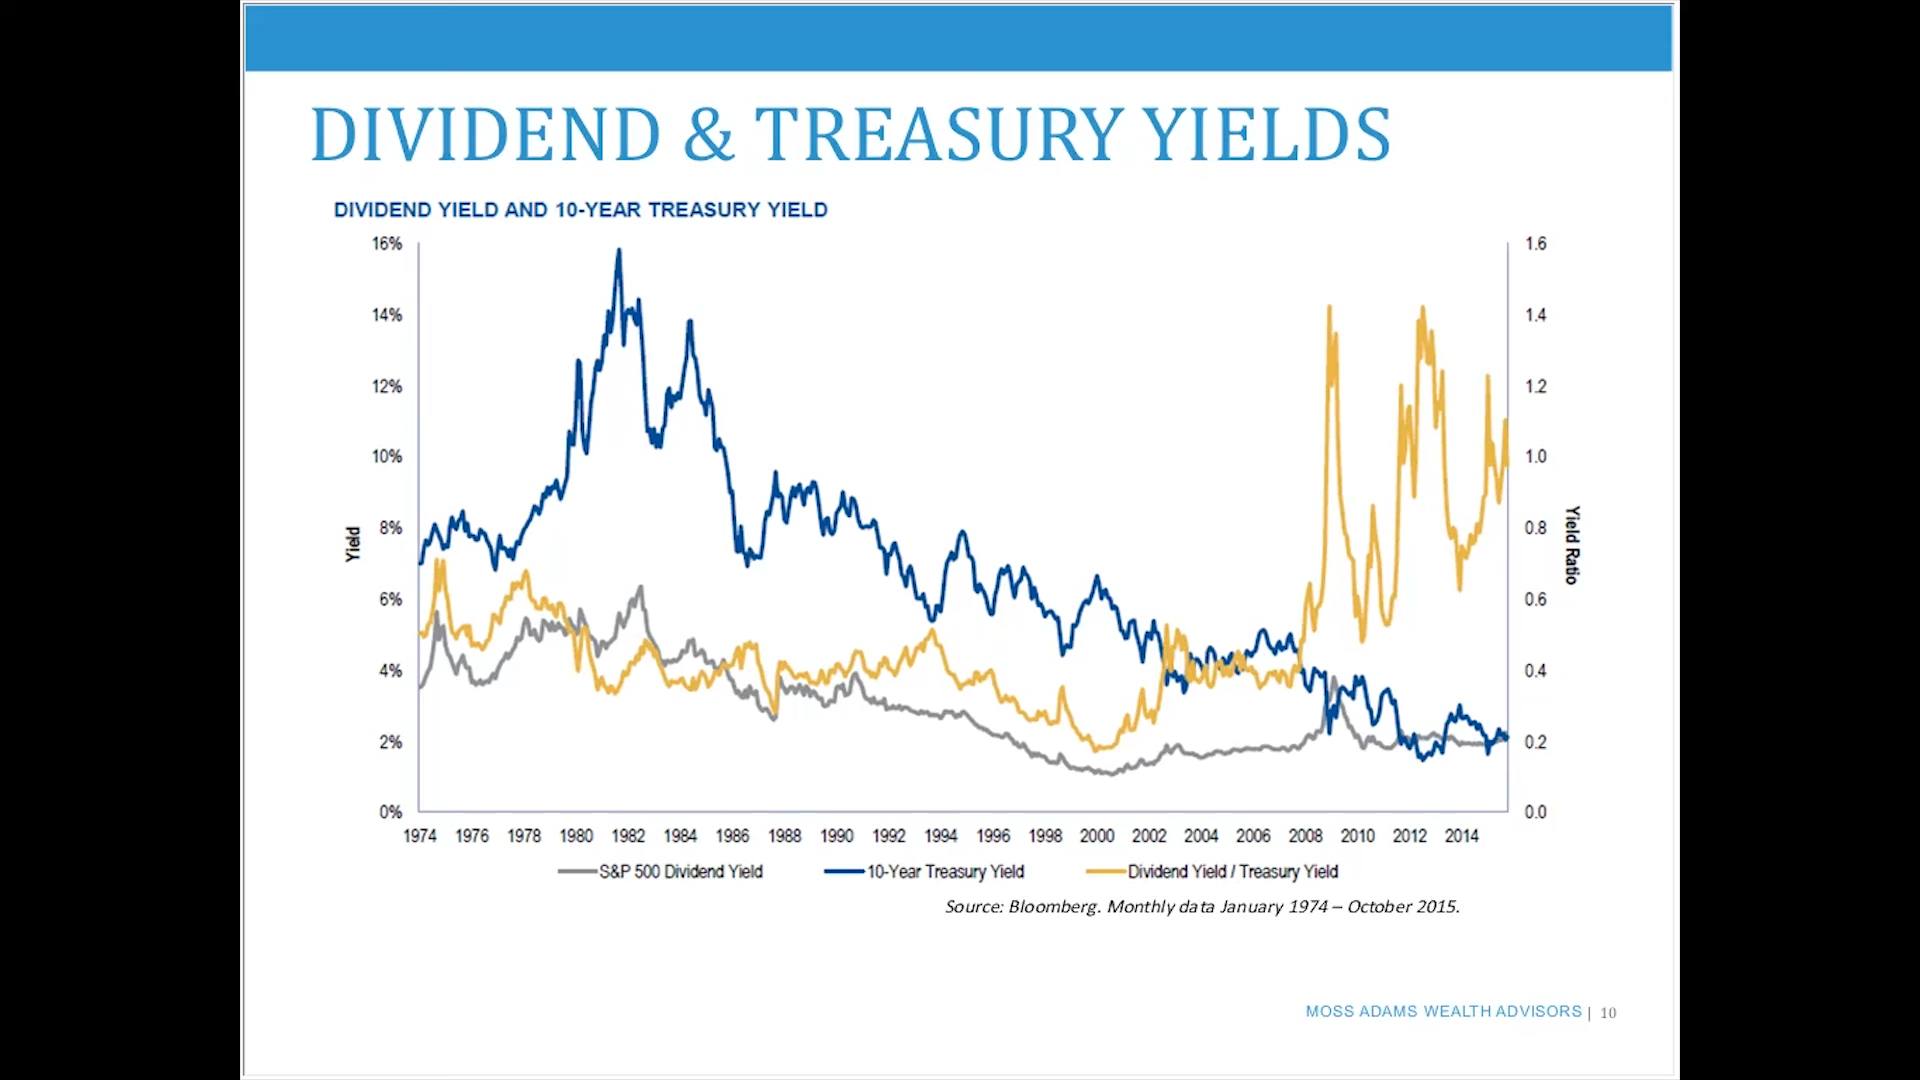 DIVIDEND & TREASURY YIELDS
DIVIDEND YIELD AND 10-YEAR TREASURY YIELD
16%
14%
12%
10%
8%
6%
4%
2%
0%
Yield
1.6
1.4
1.2
1.0
0.8
0.6
0.4
0.2
0.0
Yield Ratio
1974 1976 1978 1980 1982 1984 1986 1988 1990 1992 1994 1996 1998 2000 2002 2004 2006 2008 2010 2012 2014
S&P 500 Dividend Yield 10-Year Treasury Yield Dividend Yield / Treasury Yield
Source: Bloomberg. Monthly data January 1974 – October 2015.
MOSS ADAMS WEALTH ADVISORS | 10